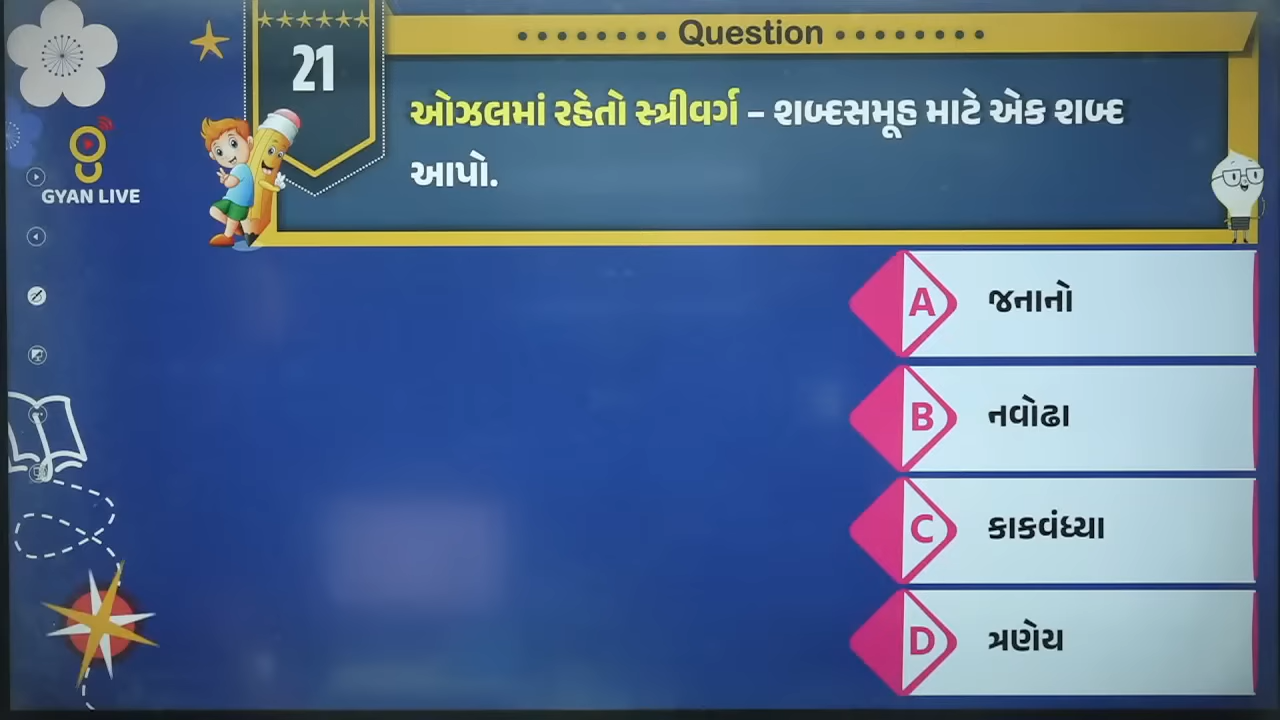 Question
21
ઓઝલમાં રહેતો સ્ત્રીવર્ગ – શબ્દસમૂહ માટે એક શબ્દ
આપો.
GYAN LIVE
A જનાનો
B નવોઢા
C કાકવંધ્યા
D ત્રણેય